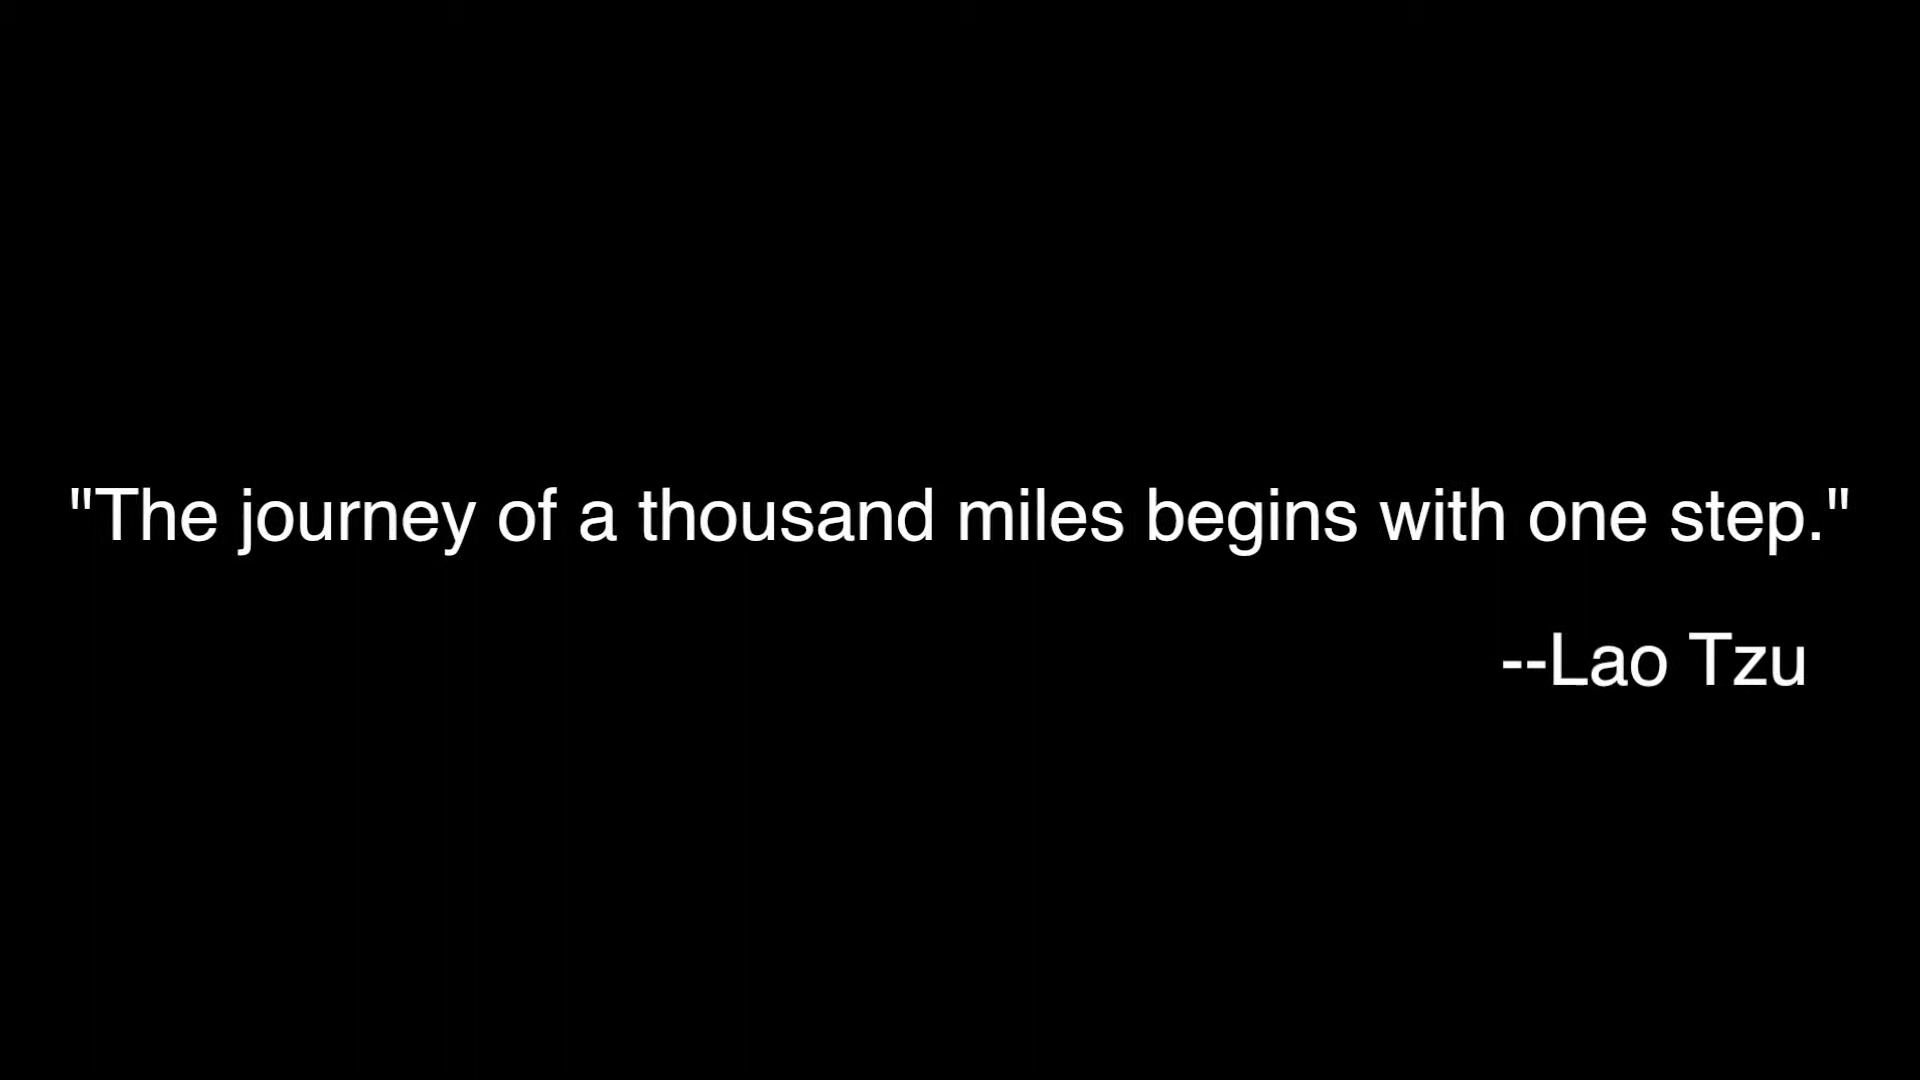 "The journey of a thousand miles begins with one step."
--Lao Tzu